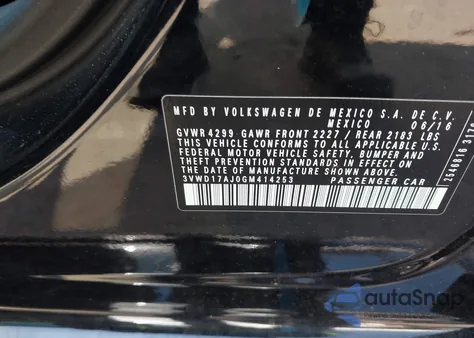 MFD BY VOLKSWAGEN DE MEXICO S.A. DE C.V.
MEXICO 06/16
GVWR 4299 GAWR FRONT 2227 / REAR 2183 LBS
THIS VEHICLE CONFORMS TO ALL APPLICABLE
FEDERAL MOTOR VEHICLE SAFETY, BUMPER AND
THEFT PREVENTION STANDARDS IN EFFECT
ON THE DATE OF MANUFACTURE SHOWN ABOVE.
3VWD17AJ0GM414253 PASSENGER CAR
2546816
autoSnap